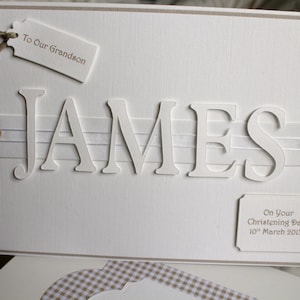 To Our Grandson
JAMES
On Your
Christening
10th March